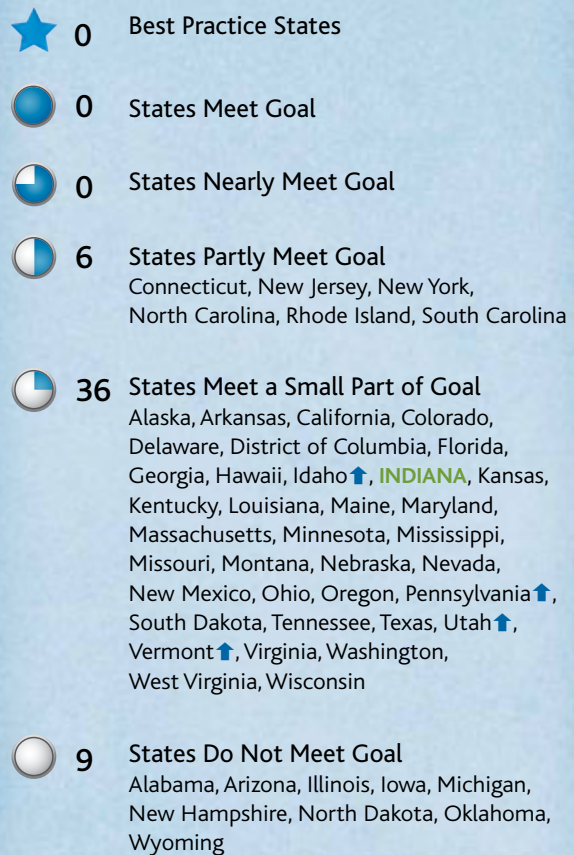 0 Best Practice States
0 States Meet Goal
0 States Nearly Meet Goal
6 States Partly Meet Goal
Connecticut, New Jersey, New York,
North Carolina, Rhode Island, South Carolina
36 States Meet a Small Part of Goal
Alaska, Arkansas, California, Colorado,
Delaware, District of Columbia, Florida,
Georgia, Hawaii, Idaho⬆, INDIANA, Kansas,
Kentucky, Louisiana, Maine, Maryland,
Massachusetts, Minnesota, Mississippi,
Missouri, Montana, Nebraska, Nevada,
New Mexico, Ohio, Oregon, Pennsylvania⬆,
South Dakota, Tennessee, Texas, Utah⬆,
Vermont⬆, Virginia, Washington,
West Virginia, Wisconsin
9 States Do Not Meet Goal
Alabama, Arizona, Illinois, Iowa, Michigan,
New Hampshire, North Dakota, Oklahoma,
Wyoming